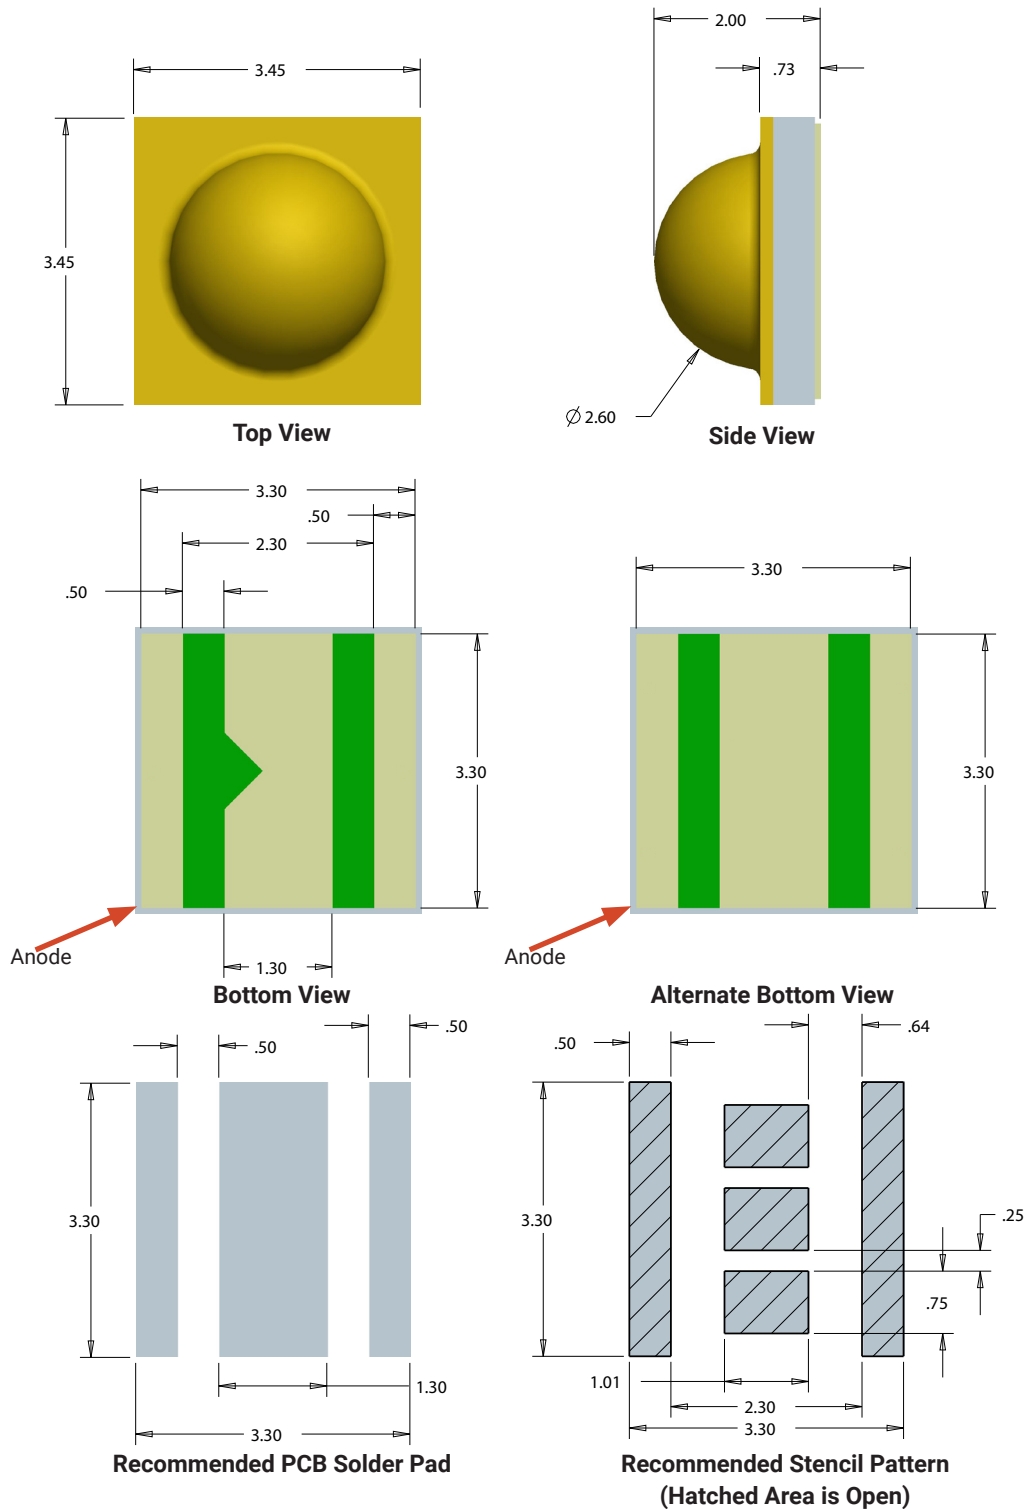 2.00
3.45
.73
3.45
Ø 2.60
Top View
Side View
3.30
.50
2.30
.50
3.30
3.30
3.30
Anode
Anode
1.30
Bottom View
Alternate Bottom View
.50
.50
.50
.64
3.30
3.30
.25
.75
1.30
1.01
2.30
3.30
3.30
Recommended PCB Solder Pad
Recommended Stencil Pattern
(Hatched Area is Open)